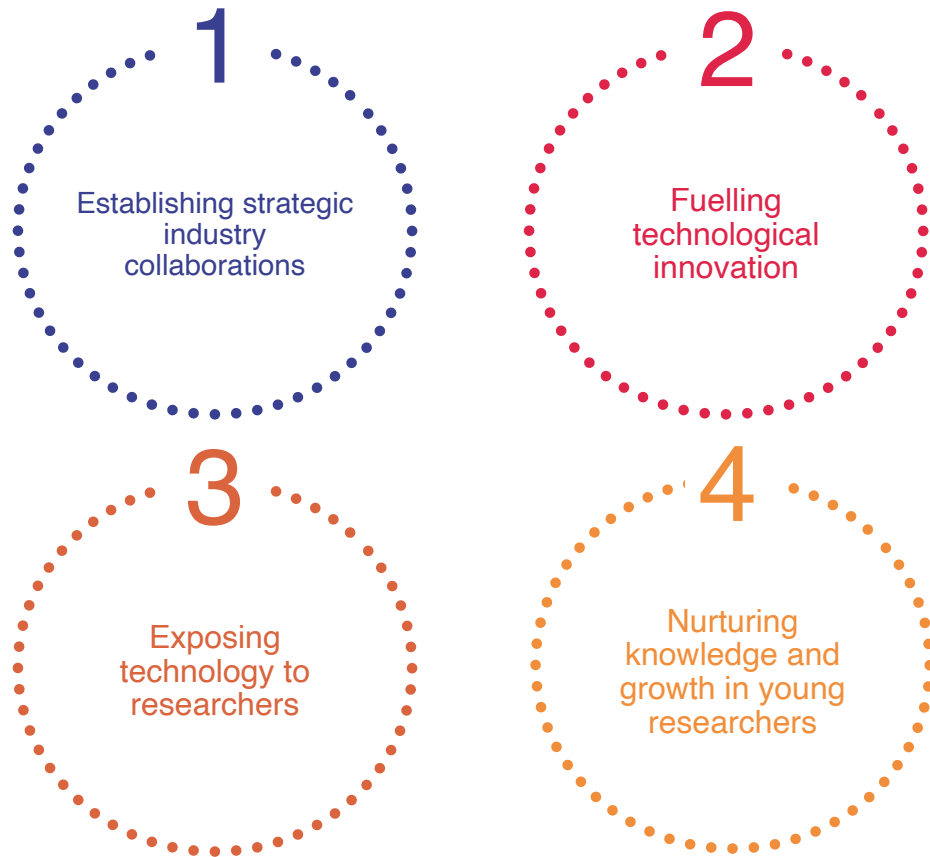 1
Establishing strategic
industry
collaborations
2
Fuelling
technological
innovation
3
Exposing
technology to
researchers
4
Nurturing
knowledge and
growth in young
researchers